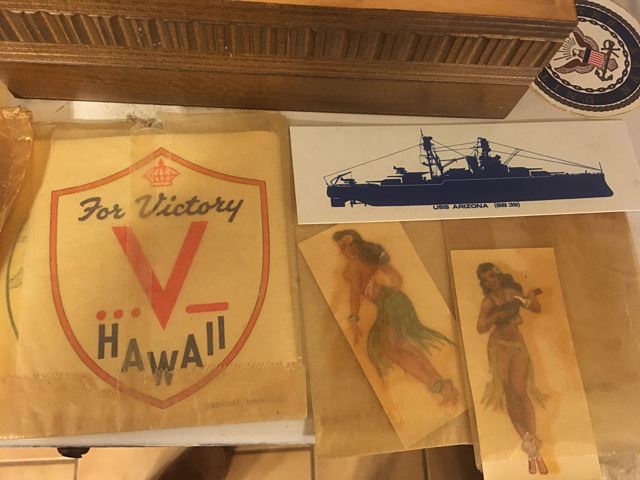 For Victory
V
HAWAII
USS ARIZONA (BB 39)